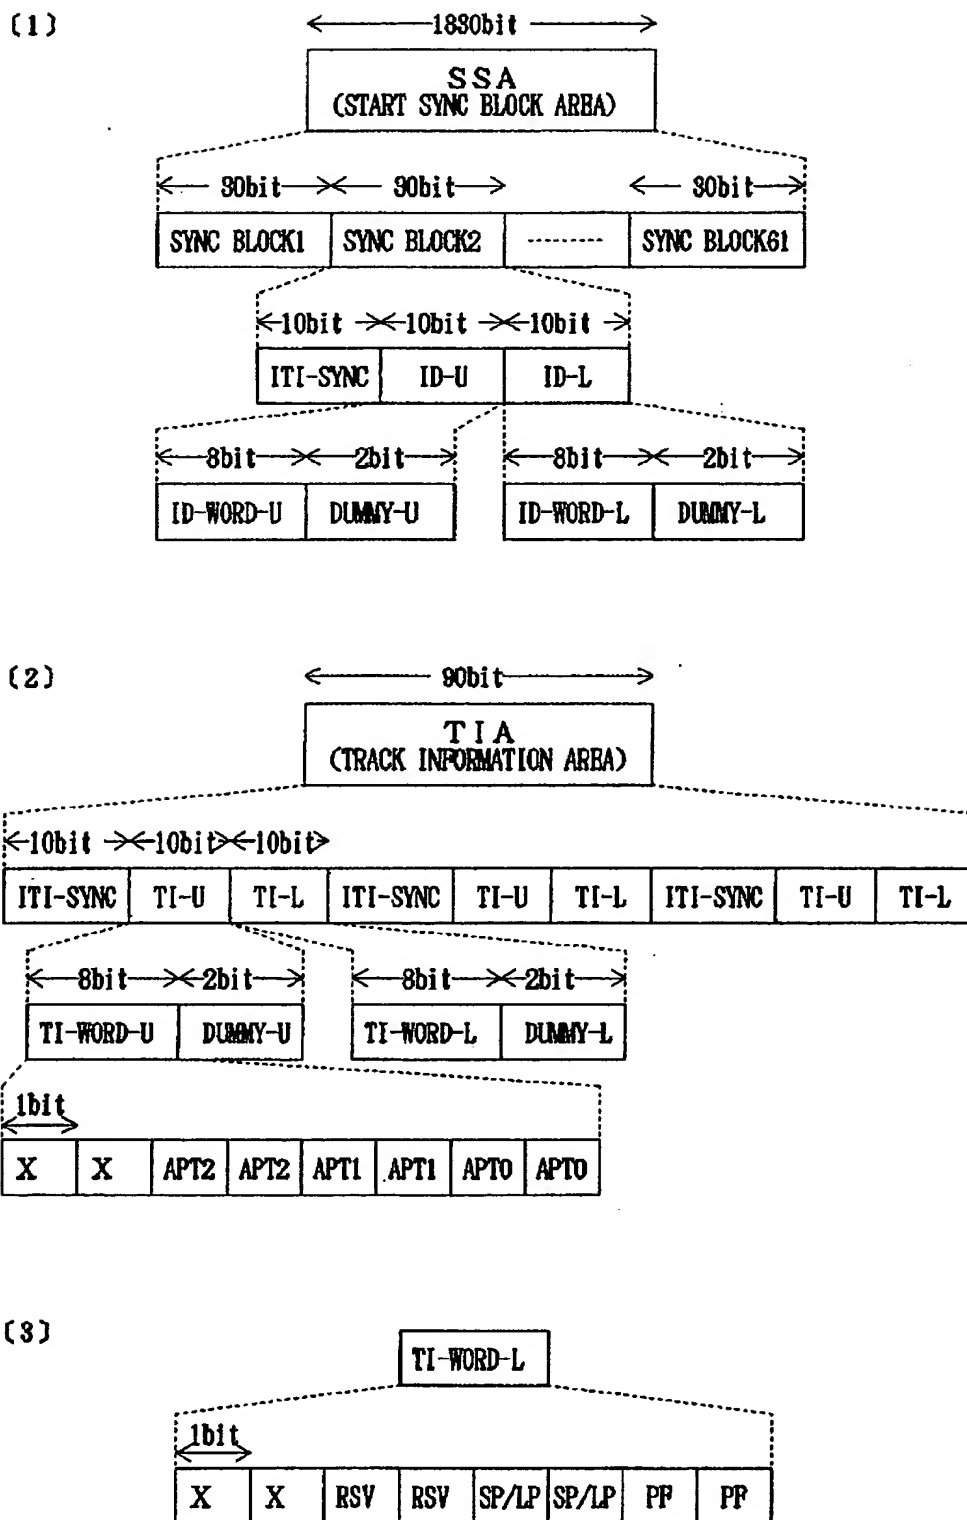 (1)
1830bit
SSA
(START SYNC BLOCK AREA)
30bit 30bit 30bit
SYNC BLOCK1 SYNC BLOCK2 SYNC BLOCK61
10bit 10bit 10bit
ITI-SYNC ID-U ID-L
8bit 2bit 8bit 2bit
ID-WORD-U DUMMY-U ID-WORD-L DUMMY-L
(2)
90bit
TIA
(TRACK INFORMATION AREA)
10bit 10bit 10bit
ITI-SYNC TI-U TI-L ITI-SYNC TI-U TI-L ITI-SYNC TI-U TI-L
8bit 2bit 8bit 2bit
TI-WORD-U DUMMY-U TI-WORD-L DUMMY-L
1bit
X X APT2 APT2 APT1 APT1 APT0 APT0
(3)
TI-WORD-L
1bit
X X RSV RSV SP/LP SP/LP PF PF